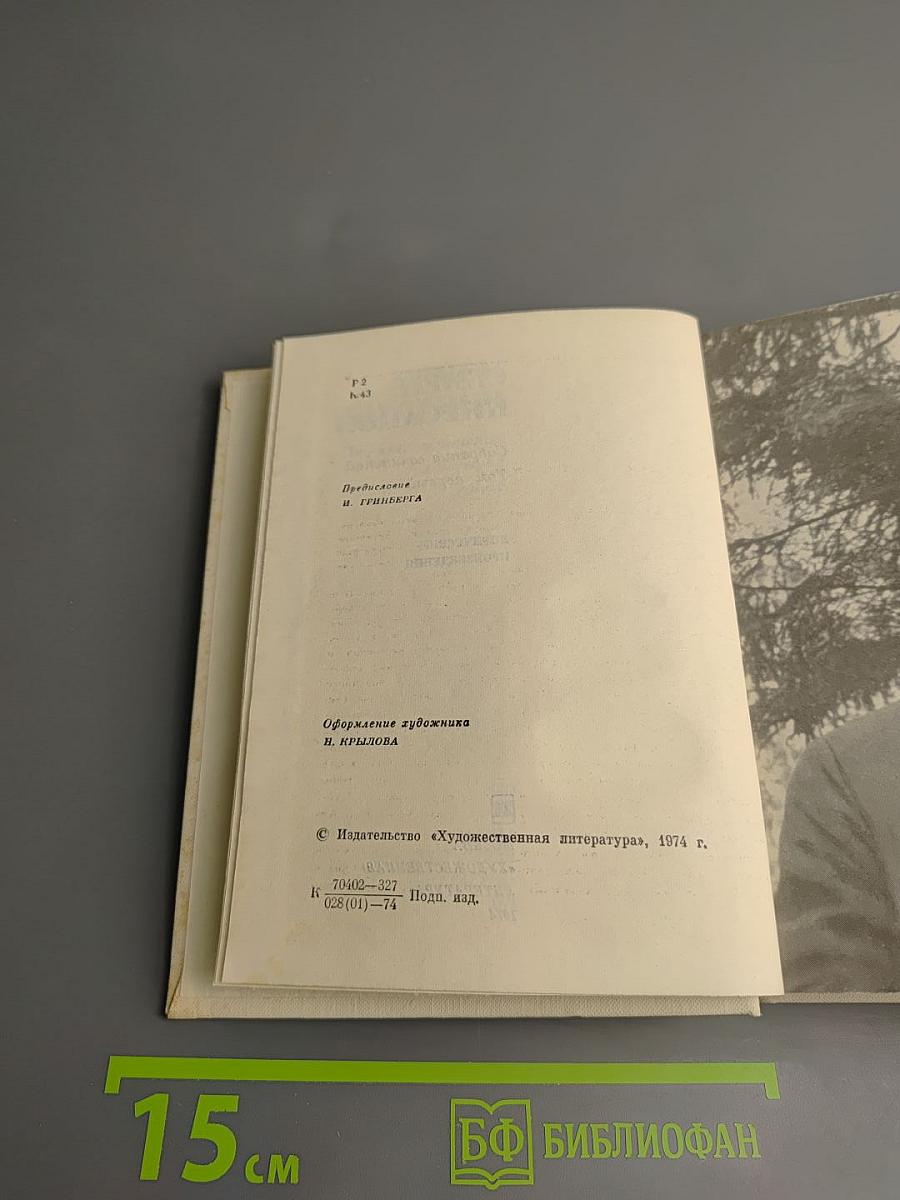 Р 2
К 43
Предисловие
И. ГРИНБЕРГА
Оформление художника
Н. КРЫЛОВА
© Издательство «Художественная литература», 1974 г.
К 70402—327
028(01)—74 Подп. изд.
15 см
БФ БИБЛИОФАН